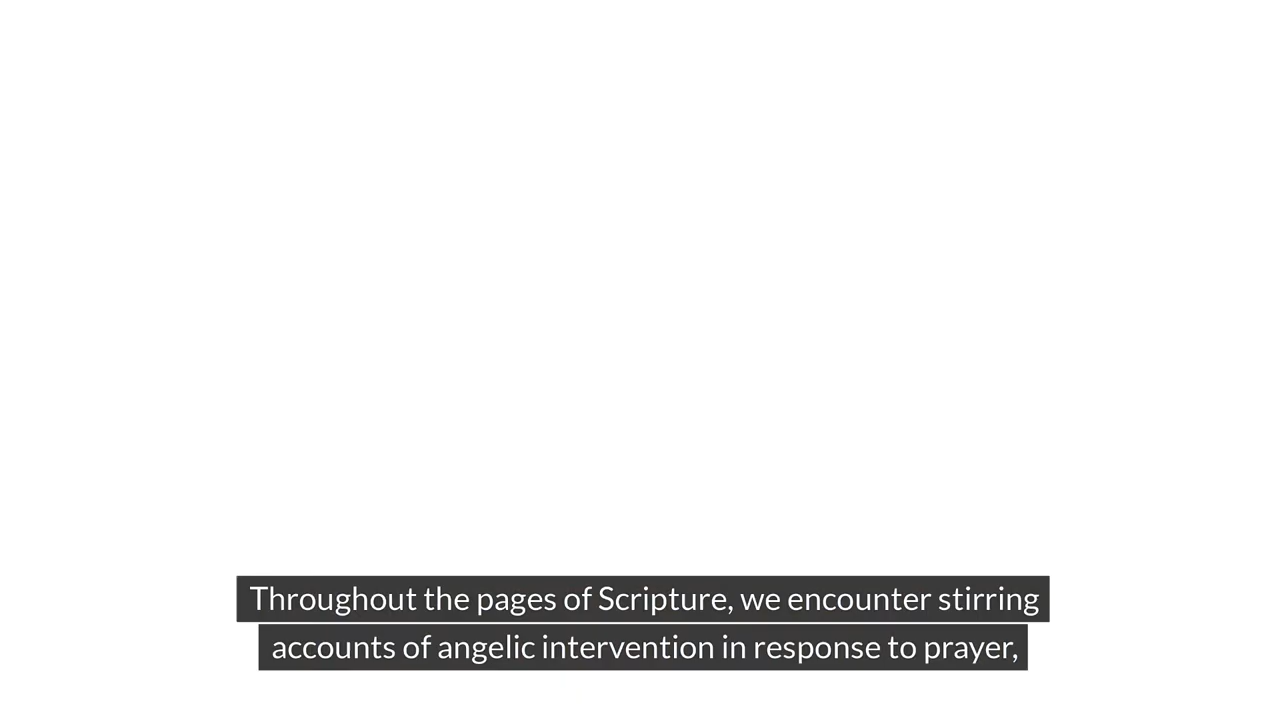 Throughout the pages of Scripture, we encounter stirring
accounts of angelic intervention in response to prayer,